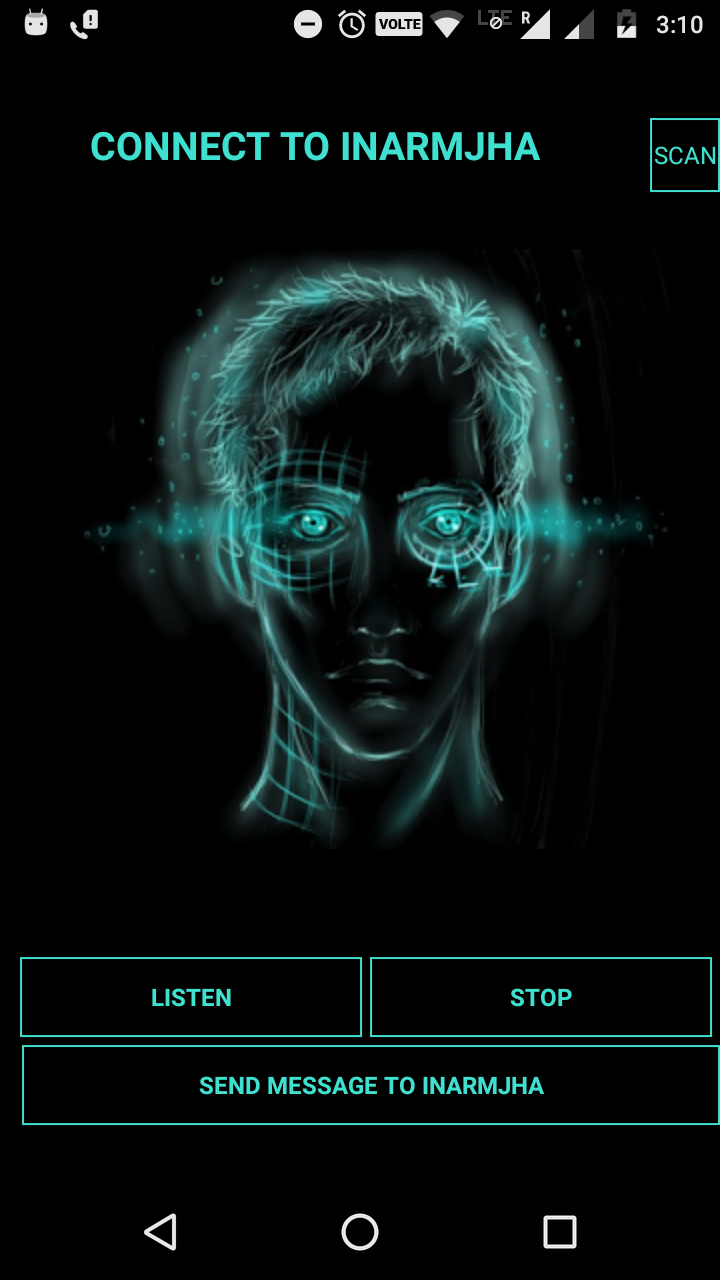 VOLTE LTE R 3:10
CONNECT TO INARMJHA
SCAN
LISTEN
STOP
SEND MESSAGE TO INARMJHA